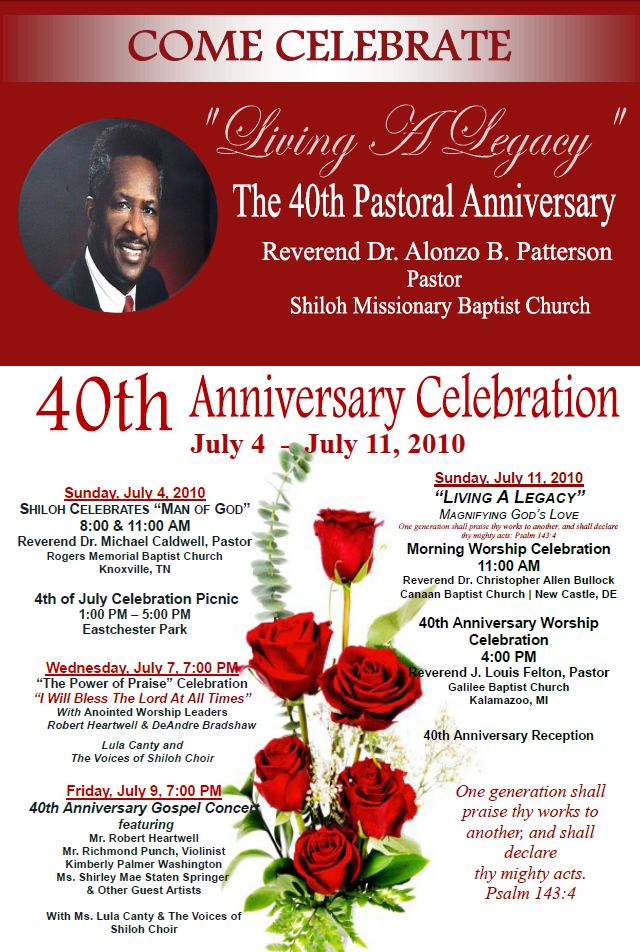 COME CELEBRATE
"Living A Legacy"
The 40th Pastoral Anniversary
Reverend Dr. Alonzo B. Patterson
Pastor
Shiloh Missionary Baptist Church
40th Anniversary Celebration
July 4 - July 11, 2010
Sunday, July 4, 2010
SHILOH CELEBRATES “MAN OF GOD”
8:00 & 11:00 AM
Reverend Dr. Michael Caldwell, Pastor
Rogers Memorial Baptist Church
Knoxville, TN
4th of July Celebration Picnic
1:00 PM – 5:00 PM
Eastchester Park
Wednesday, July 7, 7:00 PM
“The Power of Praise” Celebration
“I Will Bless The Lord At All Times”
With Anointed Worship Leaders
Robert Heartwell & DeAndre Bradshaw
Lula Canty and
The Voices of Shiloh Choir
Friday, July 9, 7:00 PM
40th Anniversary Gospel Concert
featuring
Mr. Robert Heartwell
Mr. Richmond Punch, Violinist
Kimberly Palmer Washington
Ms. Shirley Mae Staten Springer
& Other Guest Artists
With Ms. Lula Canty & The Voices of
Shiloh Choir
Sunday, July 11, 2010
“LIVING A LEGACY”
MAGNIFYING GOD’S LOVE
One generation shall praise thy works to another, and shall declare
thy mighty acts: Psalm 143:4
Morning Worship Celebration
11:00 AM
Reverend Dr. Christopher Allen Bullock
Canaan Baptist Church | New Castle, DE
40th Anniversary Worship
Celebration
4:00 PM
Reverend J. Louis Felton, Pastor
Galilee Baptist Church
Kalamazoo, MI
40th Anniversary Reception
One generation shall
praise thy works to
another, and shall
declare
thy mighty acts.
Psalm 143:4